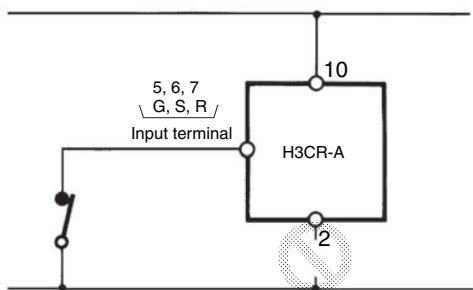 10
5, 6, 7
G, S, R
Input terminal
H3CR-A
2